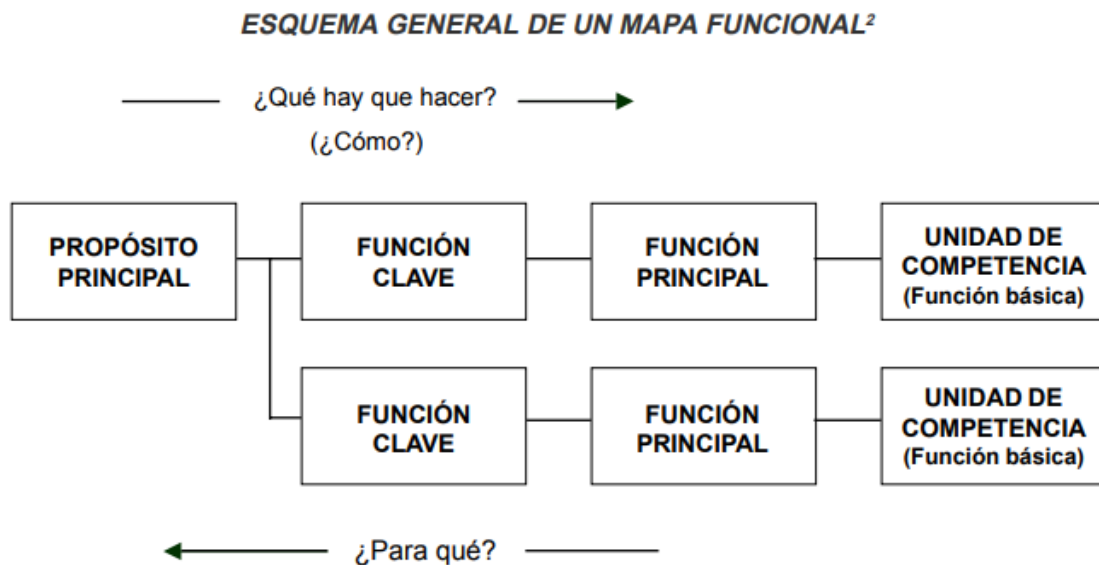 ESQUEMA GENERAL DE UN MAPA FUNCIONAL²
¿Qué hay que hacer?
(¿Cómo?)
PROPÓSITO
PRINCIPAL
FUNCIÓN
CLAVE
FUNCIÓN
PRINCIPAL
UNIDAD DE
COMPETENCIA
(Función básica)
FUNCIÓN
CLAVE
FUNCIÓN
PRINCIPAL
UNIDAD DE
COMPETENCIA
(Función básica)
¿Para qué?